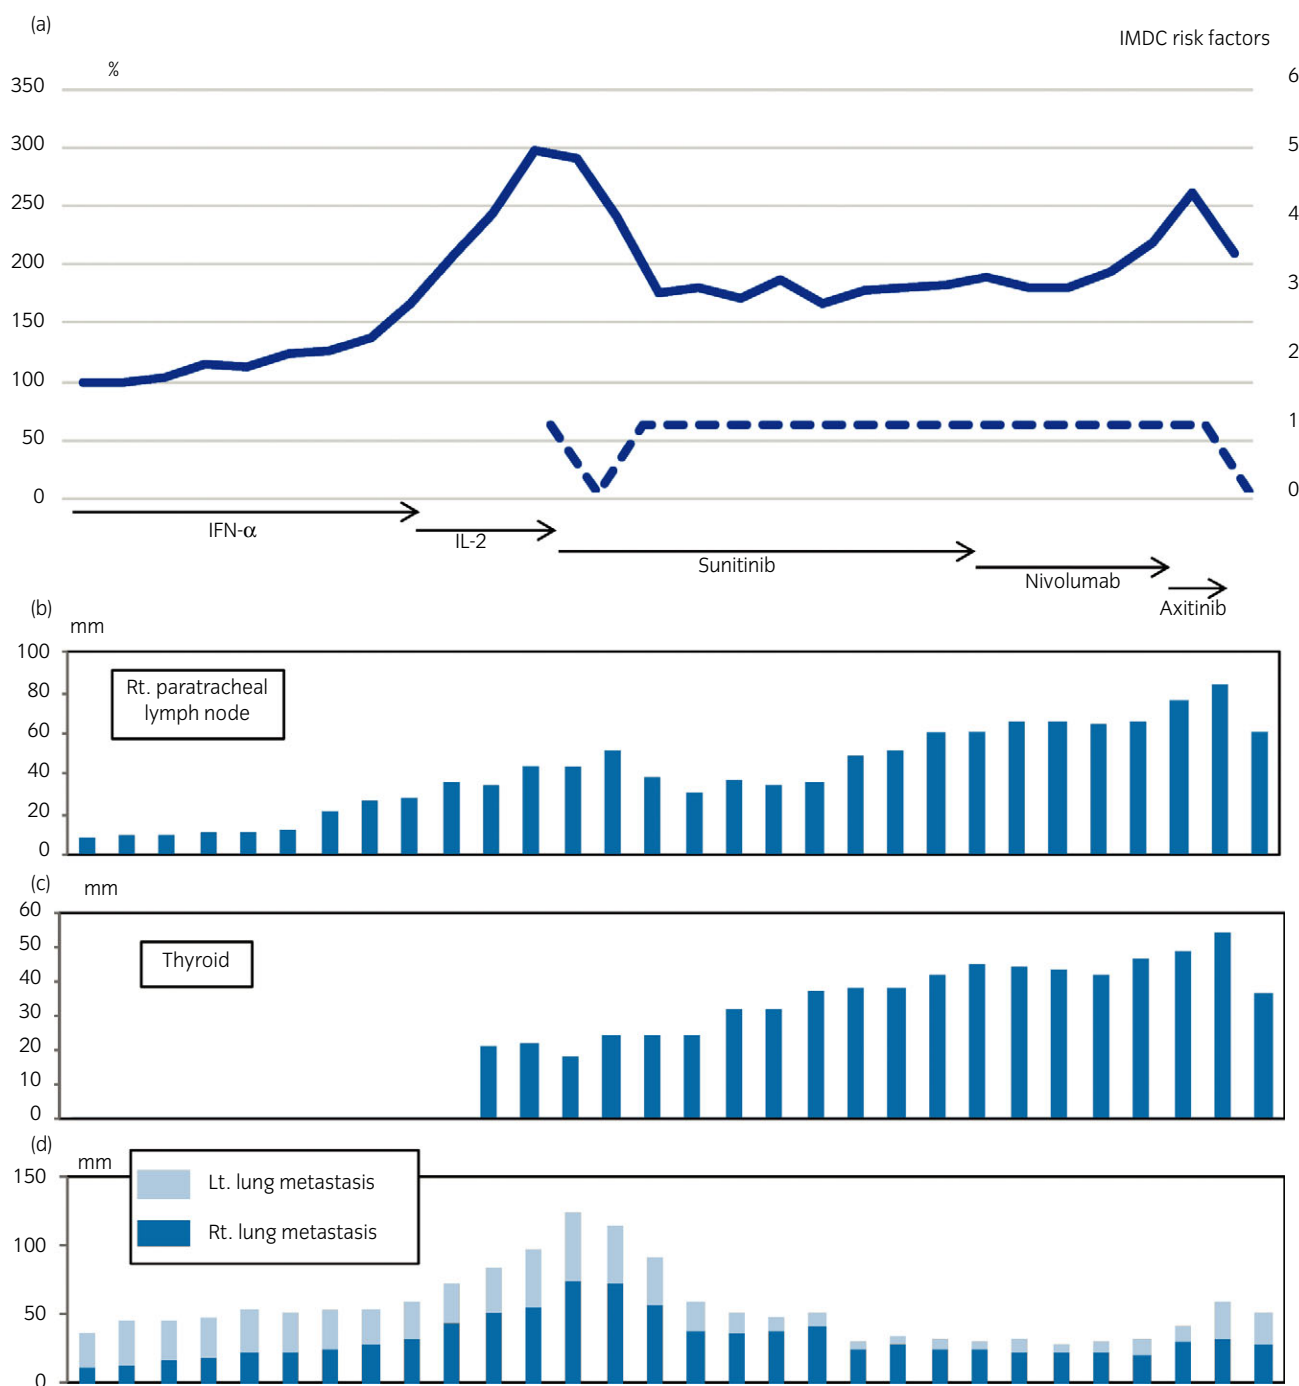 (a)
IMDC risk factors
%
350
300
250
200
150
100
50
0
6
5
4
3
2
1
0
IFN-α
IL-2
Sunitinib
Nivolumab
Axitinib
(b)
mm
100
80
60
40
20
0
Rt. paratracheal
lymph node
(c)
mm
60
50
40
30
20
10
0
Thyroid
(d)
mm
150
100
50
0
Lt. lung metastasis
Rt. lung metastasis